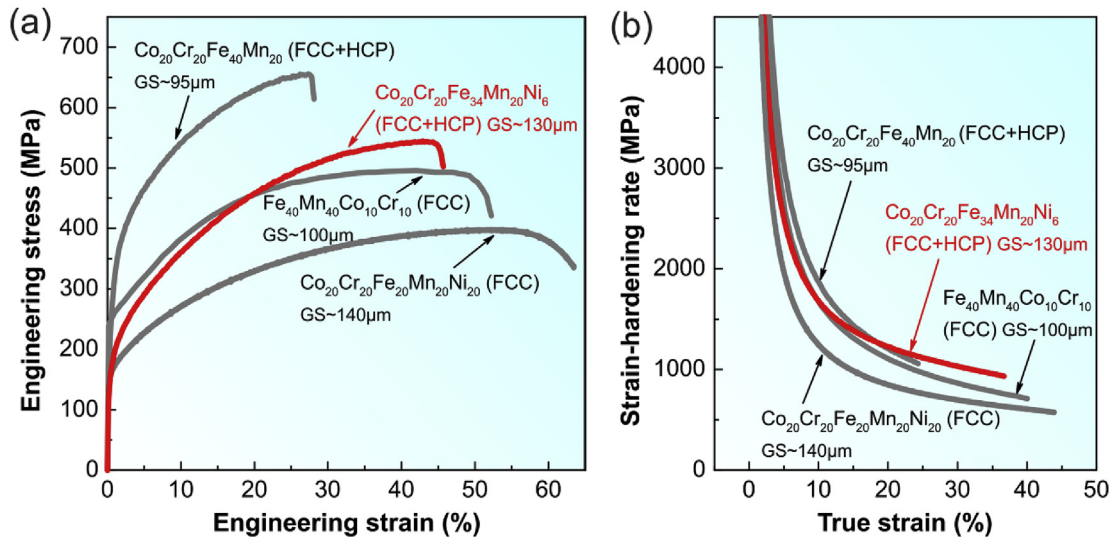 (a)
Engineering stress (MPa)
700
600
500
400
300
200
100
0
Co₂₀Cr₂₀Fe₄₀Mn₂₀ (FCC+HCP)
GS~95μm
Co₂₀Cr₂₀Fe₃₄Mn₂₀Ni₆
(FCC+HCP) GS~130μm
Fe₄₀Mn₄₀Co₁₀Cr₁₀ (FCC)
GS~100μm
Co₂₀Cr₂₀Fe₂₀Mn₂₀Ni₂₀ (FCC)
GS~140μm
0 10 20 30 40 50 60
Engineering strain (%)
(b)
Strain-hardening rate (MPa)
4000
3000
2000
1000
0
Co₂₀Cr₂₀Fe₄₀Mn₂₀ (FCC+HCP)
GS~95μm
Co₂₀Cr₂₀Fe₃₄Mn₂₀Ni₆
(FCC+HCP) GS~130μm
Fe₄₀Mn₄₀Co₁₀Cr₁₀
(FCC) GS~100μm
Co₂₀Cr₂₀Fe₂₀Mn₂₀Ni₂₀ (FCC)
GS~140μm
0 10 20 30 40 50
True strain (%)